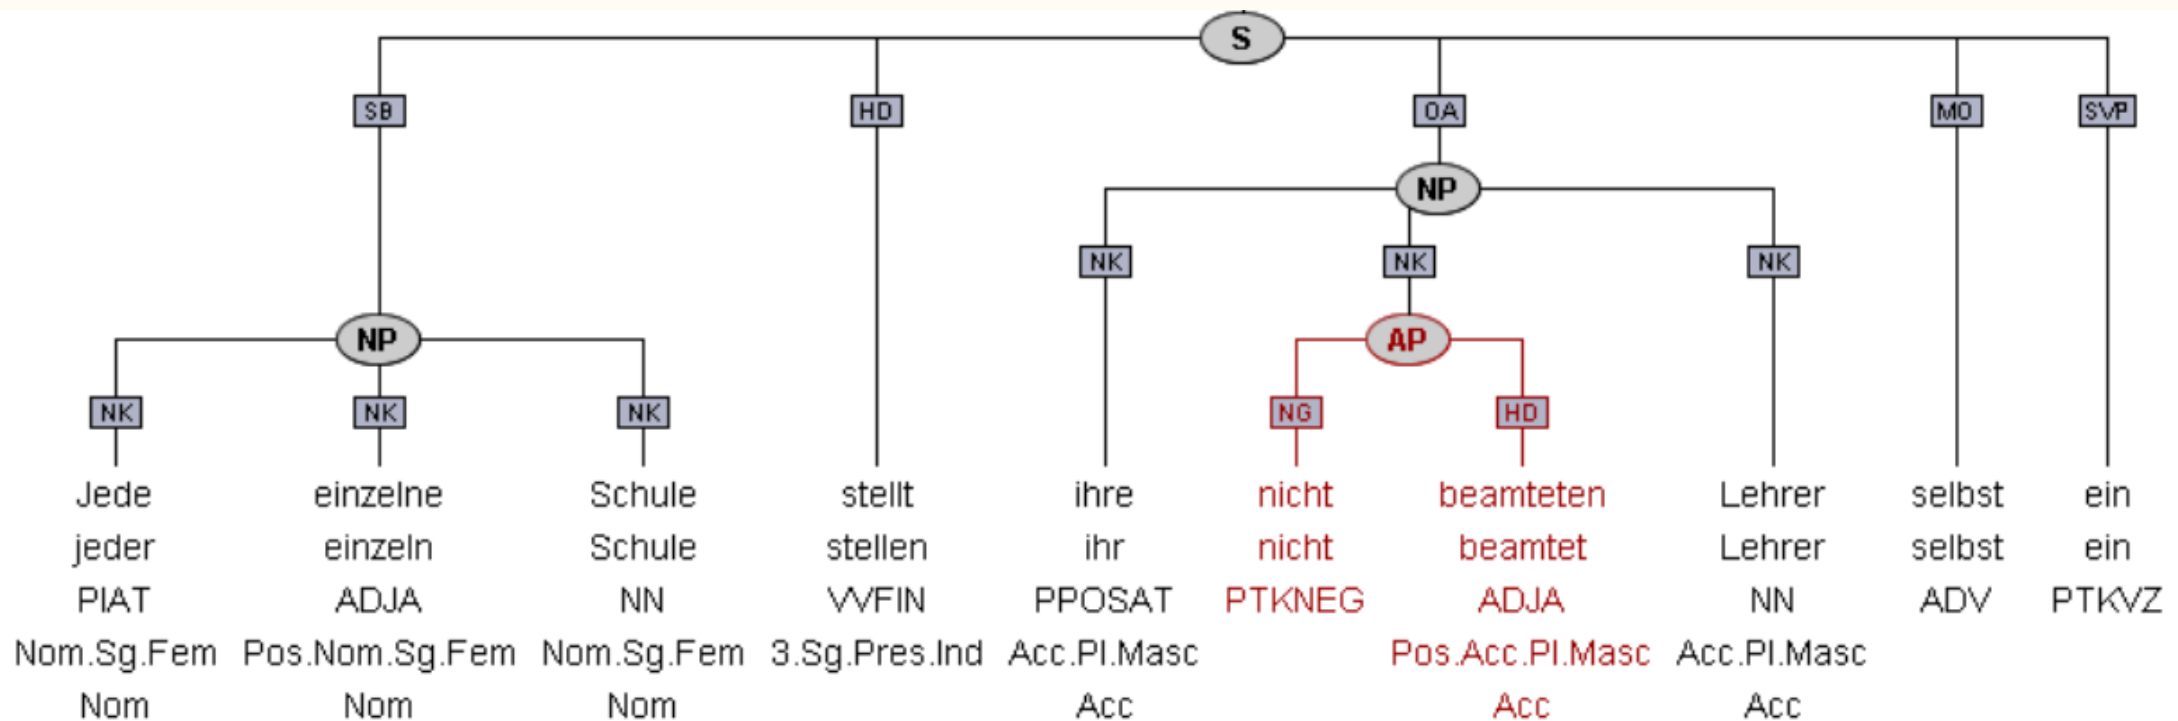 S
SB HD OA MO SVP
NP
NK NK NK
NP AP
NK NK NK NG HD
Jede einzelne Schule stellt ihre nicht beamteten Lehrer selbst ein
jeder einzeln Schule stellen ihr nicht beamtet Lehrer selbst ein
PIAT ADJA NN VVFIN PPOSAT PTKNEG ADJA NN ADV PTKVZ
Nom.Sg.Fem Pos.Nom.Sg.Fem Nom.Sg.Fem 3.Sg.Pres.Ind Acc.Pl.Masc Pos.Acc.Pl.Masc Acc.Pl.Masc
Nom Nom Nom Acc Acc Acc